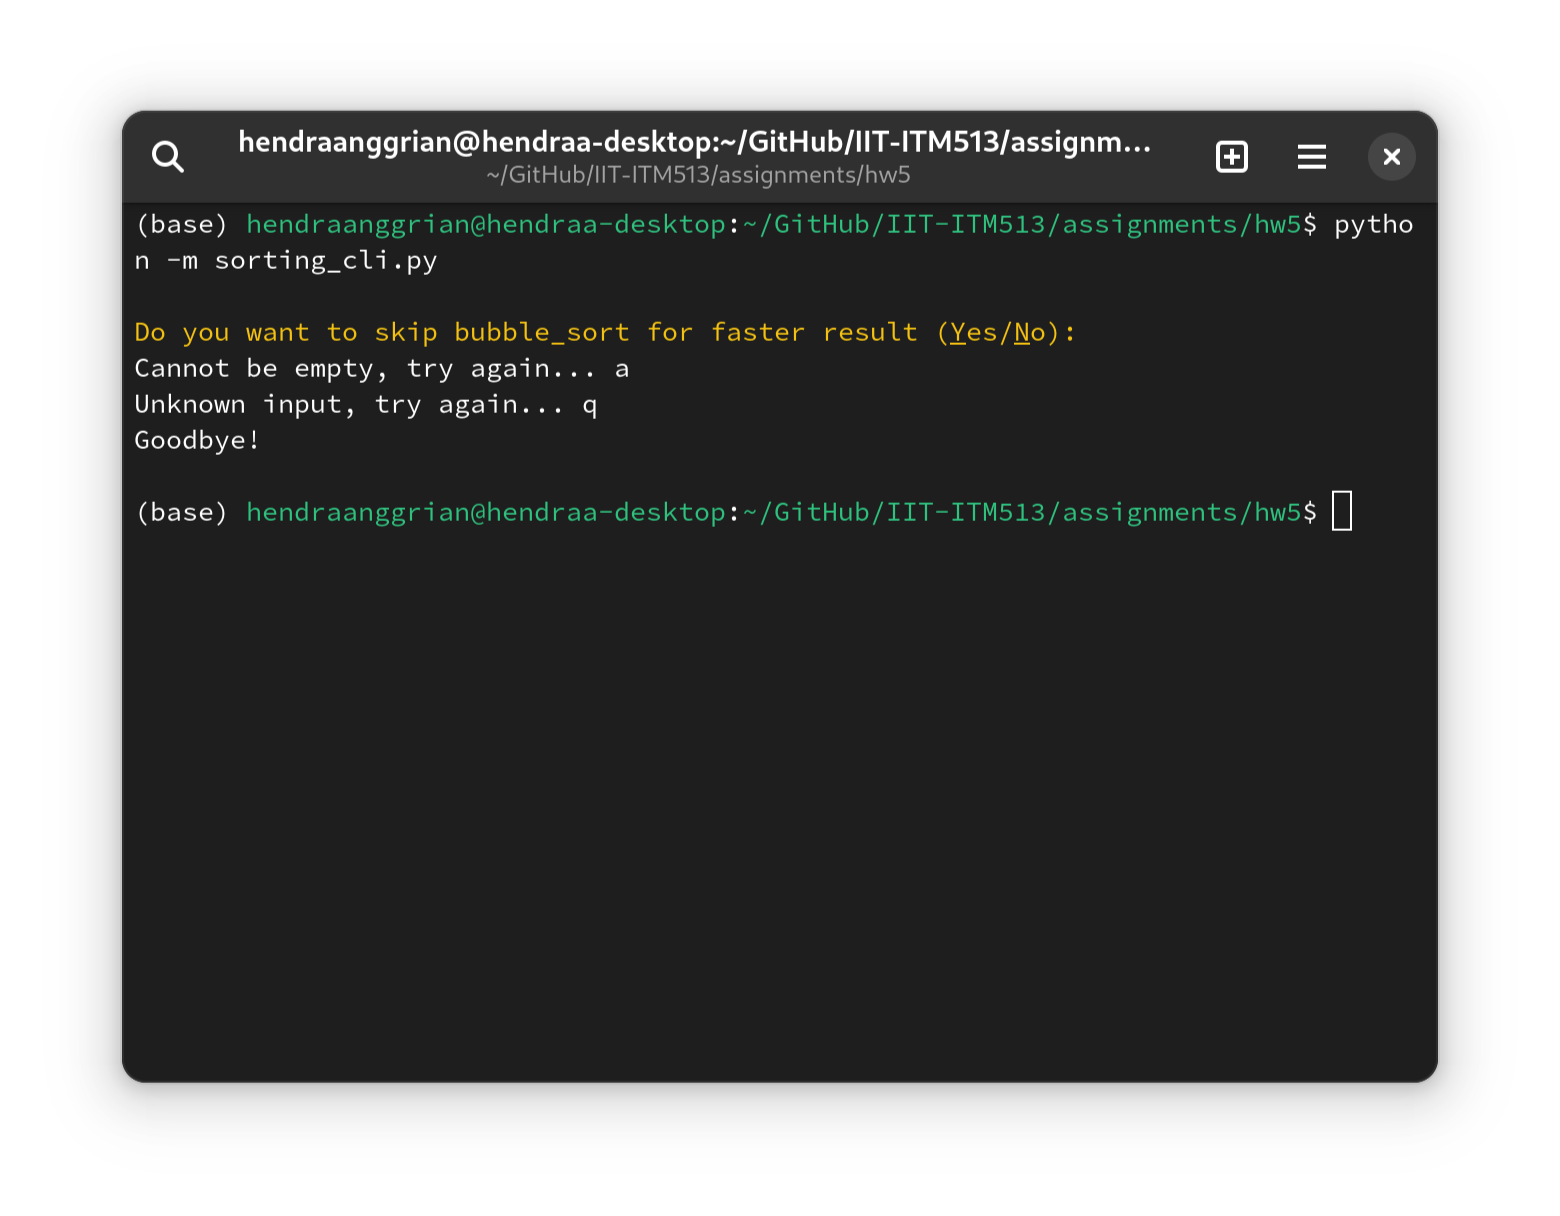 hendraanggrian@hendraa-desktop:~/GitHub/IIT-ITM513/assignm...
~/GitHub/IIT-ITM513/assignments/hw5
(base) hendraanggrian@hendraa-desktop:~/GitHub/IIT-ITM513/assignments/hw5$ pytho
n -m sorting_cli.py
Do you want to skip bubble_sort for faster result (Yes/No):
Cannot be empty, try again... a
Unknown input, try again... q
Goodbye!
(base) hendraanggrian@hendraa-desktop:~/GitHub/IIT-ITM513/assignments/hw5$